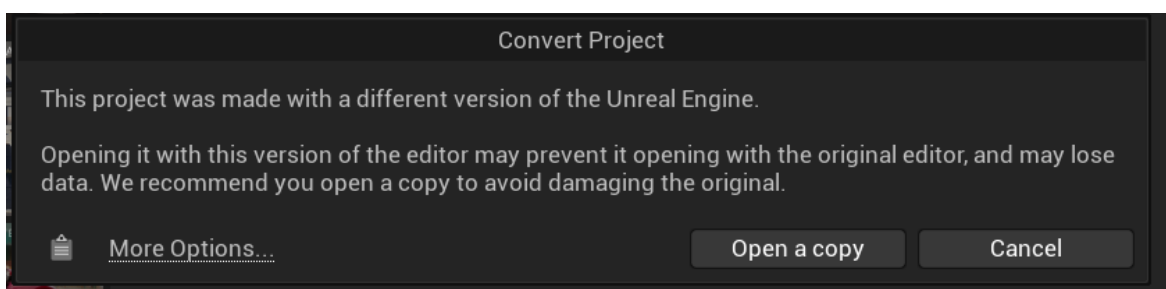 Convert Project
This project was made with a different version of the Unreal Engine.
Opening it with this version of the editor may prevent it opening with the original editor, and may lose
data. We recommend you open a copy to avoid damaging the original.
More Options...
Open a copy
Cancel